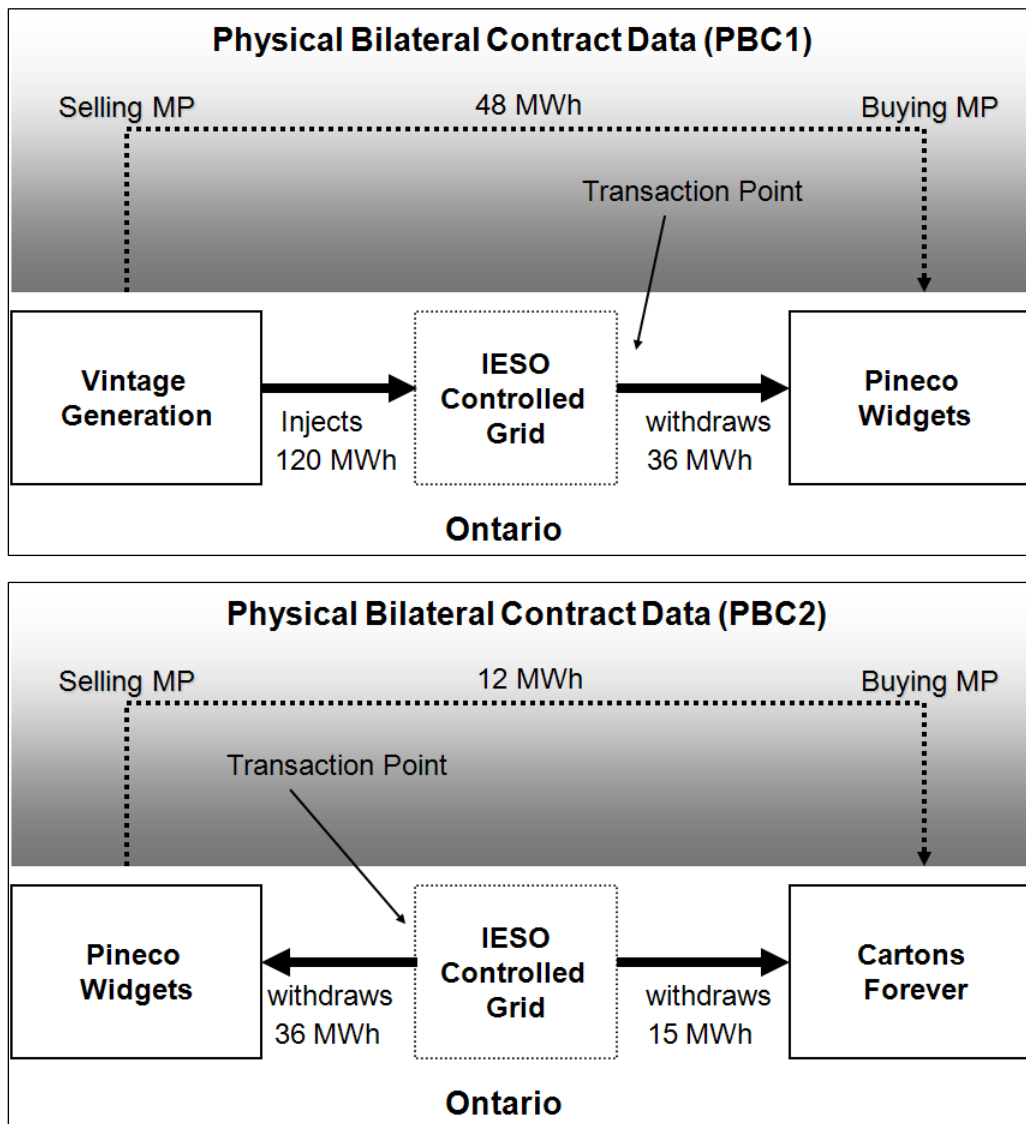 Physical Bilateral Contract Data (PBC1)
Selling MP
48 MWh
Buying MP
Transaction Point
Vintage
Generation
Injects
120 MWh
IESO
Controlled
Grid
withdraws
36 MWh
Pineco
Widgets
Ontario
Physical Bilateral Contract Data (PBC2)
Selling MP
12 MWh
Buying MP
Transaction Point
Pineco
Widgets
withdraws
36 MWh
IESO
Controlled
Grid
withdraws
15 MWh
Cartons
Forever
Ontario